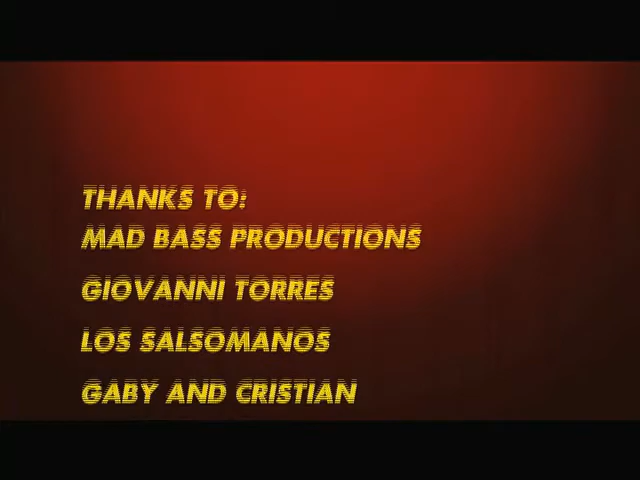 THANKS TO:
MAD BASS PRODUCTIONS
GIOVANNI TORRES
LOS SALSOMANOS
GABY AND CRISTIAN